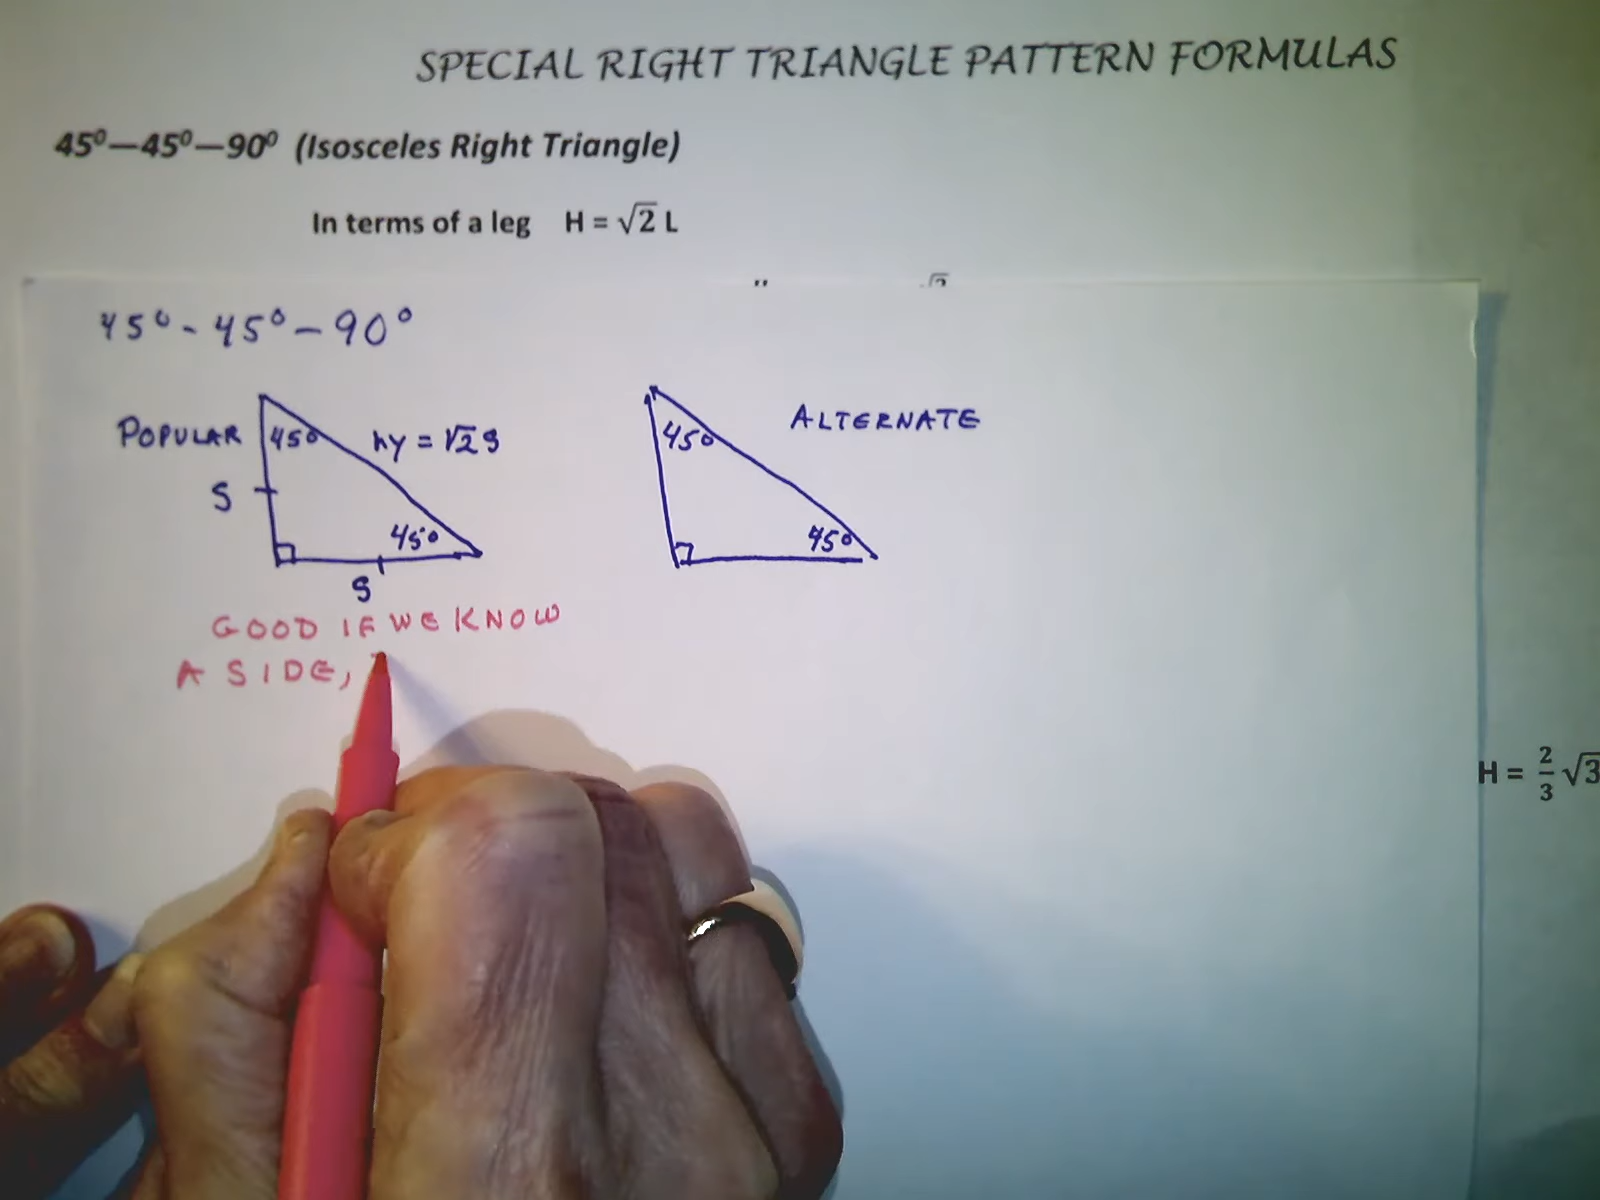 SPECIAL RIGHT TRIANGLE PATTERN FORMULAS
45⁰—45⁰—90⁰ (Isosceles Right Triangle)
In terms of a leg H = √2 L
45° - 45° - 90°
POPULAR
45°
hy = √2 S
S
45°
S
ALTERNATE
45°
45°
GOOD IF WE KNOW
A SIDE,
H = 2/3 √3